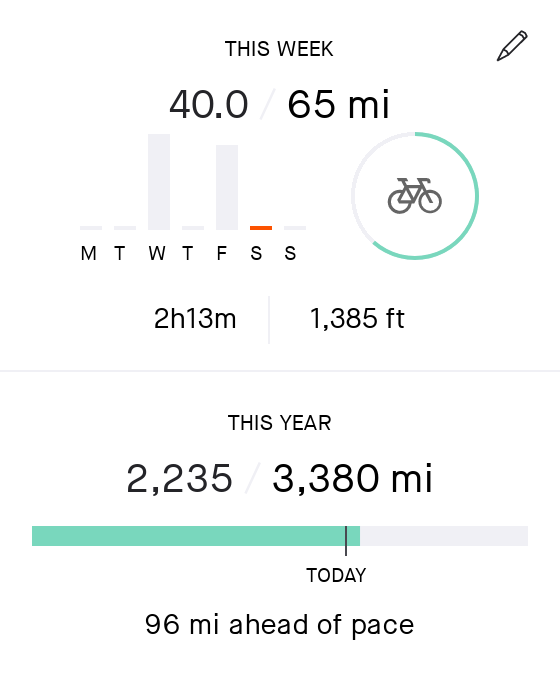 THIS WEEK
40.0 / 65 mi
M T W T F S S
2h13m 1,385 ft
THIS YEAR
2,235 / 3,380 mi
TODAY
96 mi ahead of pace